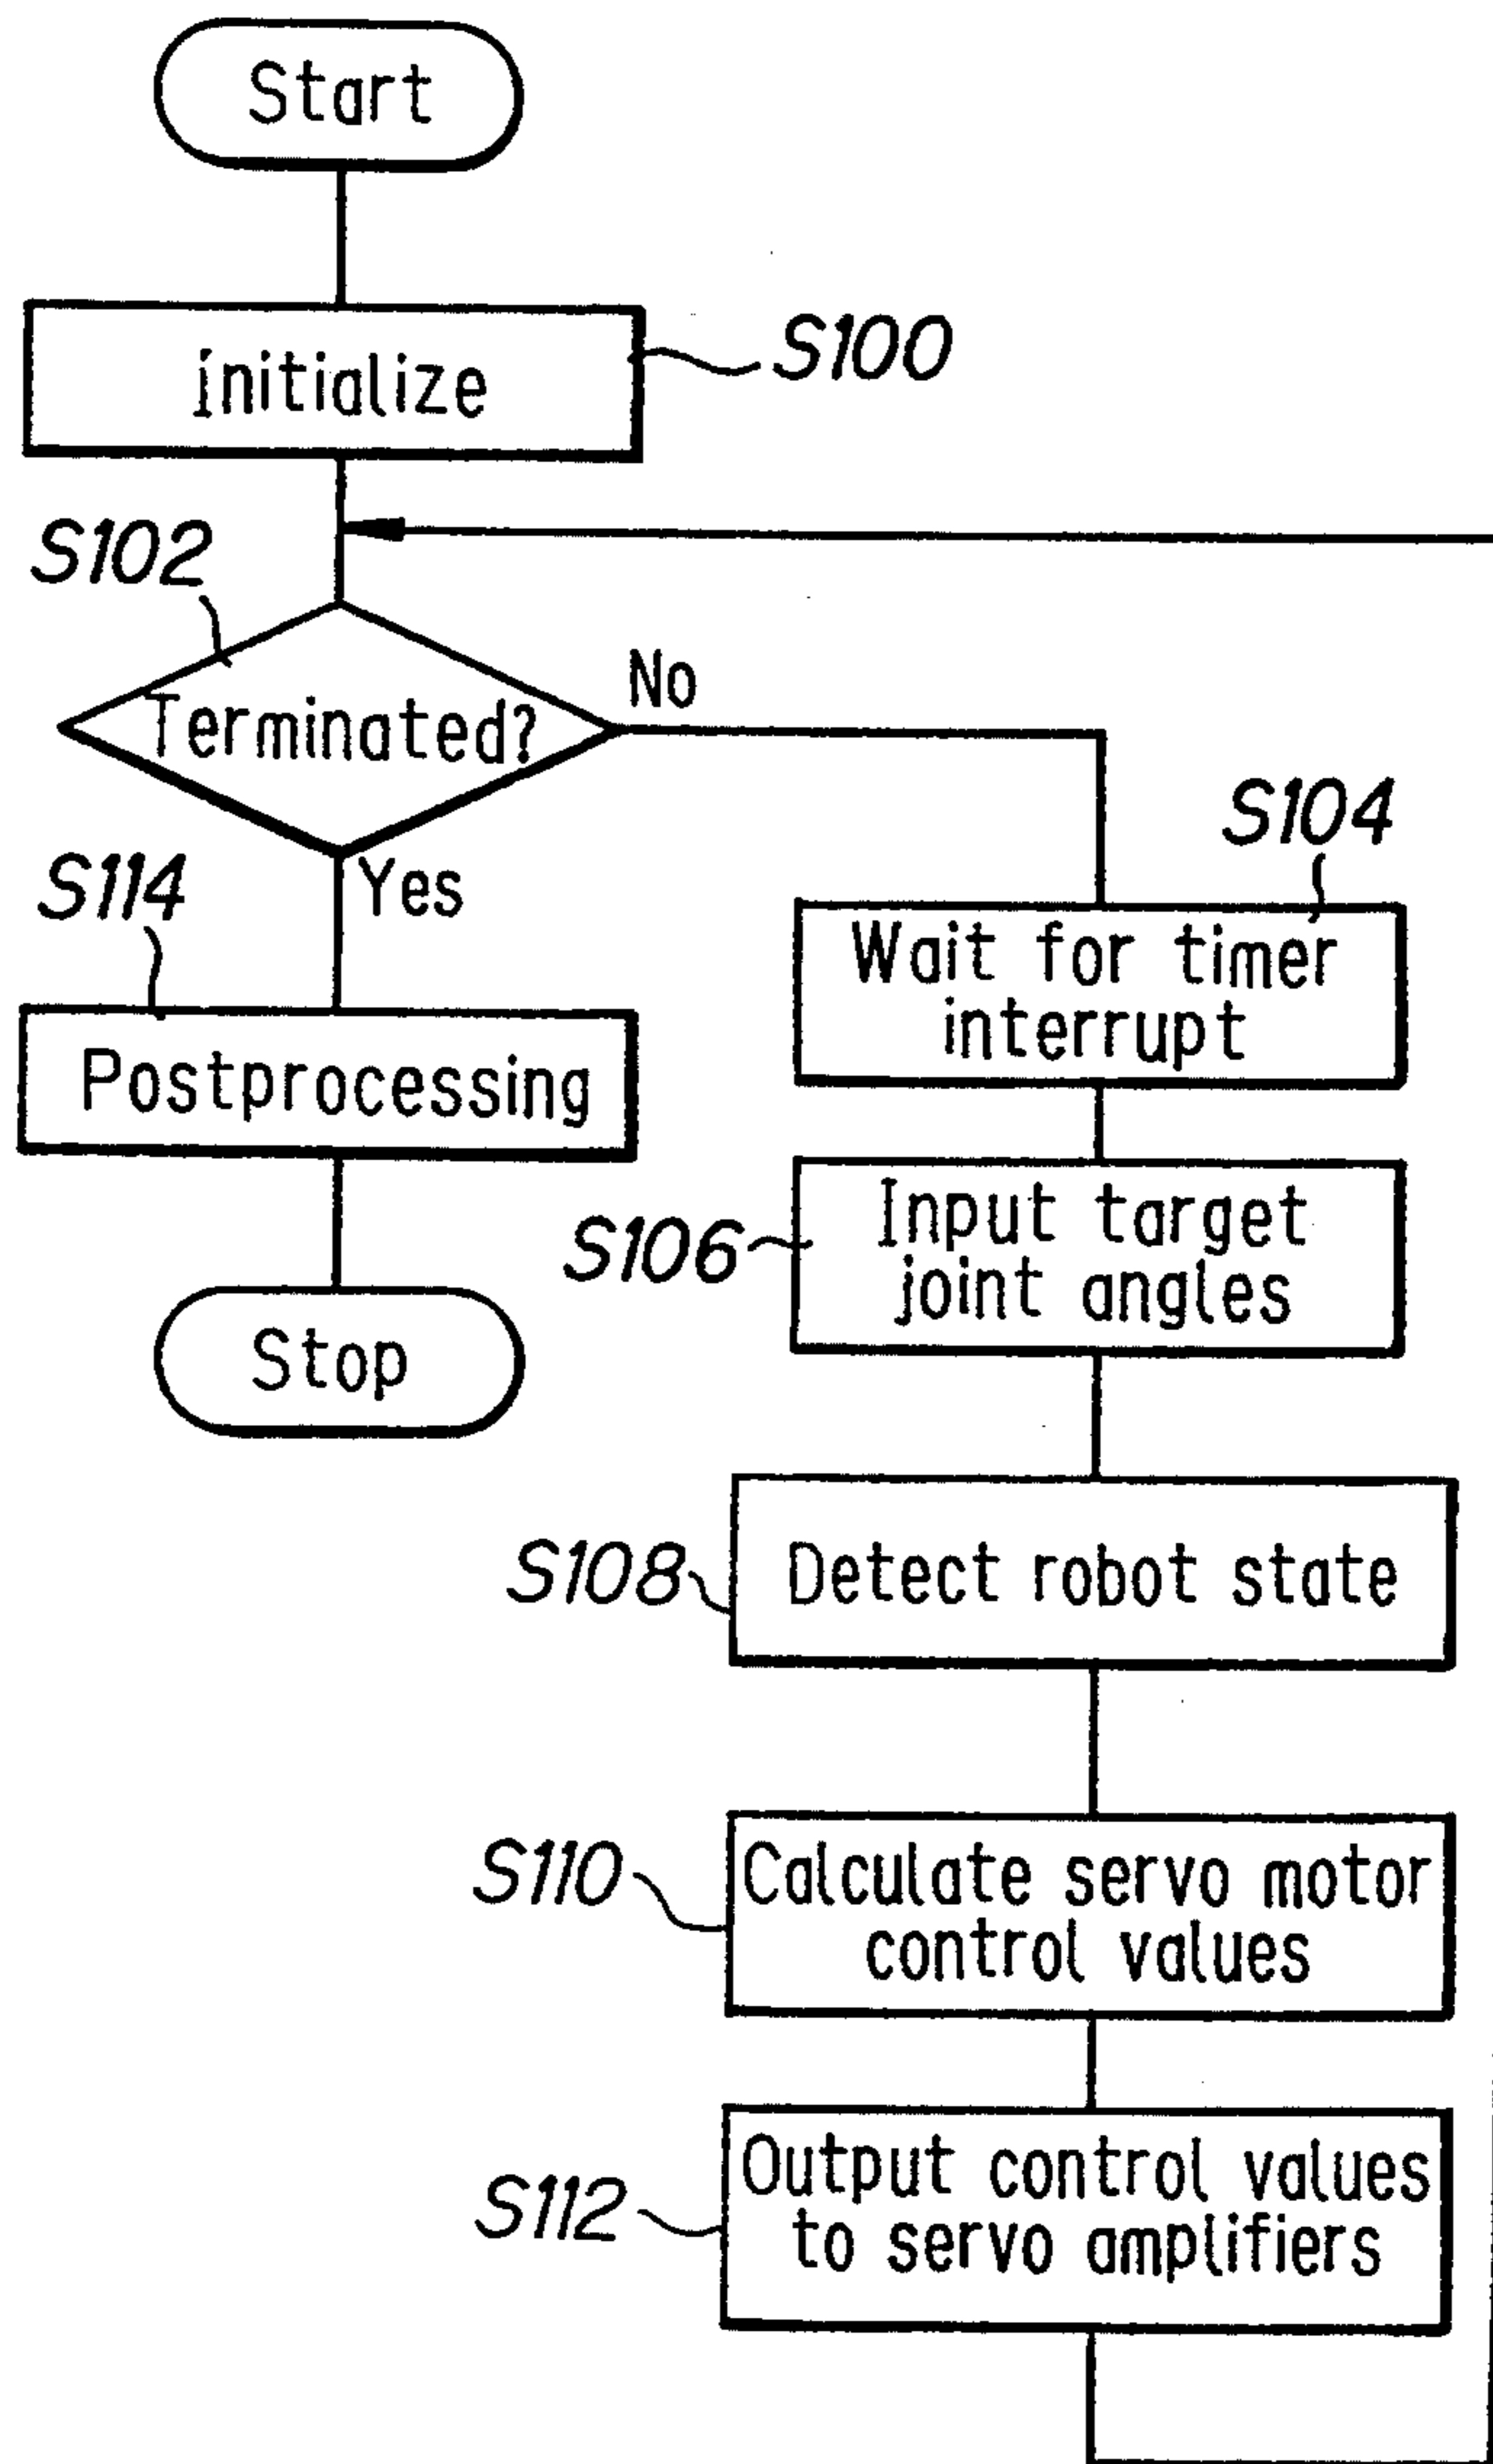 Start
initialize
S100
S102
Terminated?
No
Yes
S104
Wait for timer
interrupt
S114
Postprocessing
S106
Input target
joint angles
Stop
S108
Detect robot state
S110
Calculate servo motor
control values
S112
Output control values
to servo amplifiers